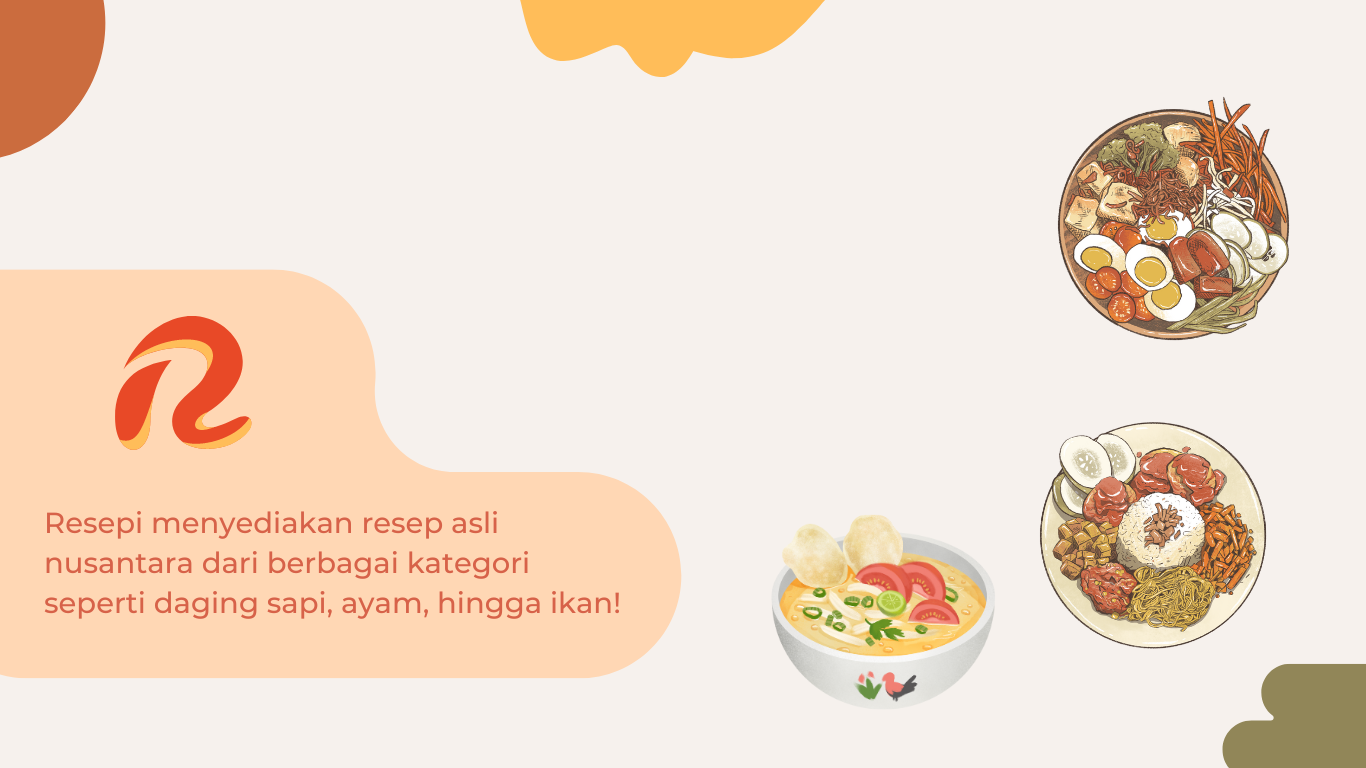 R
Resepi menyediakan resep asli
nusantara dari berbagai kategori
seperti daging sapi, ayam, hingga ikan!